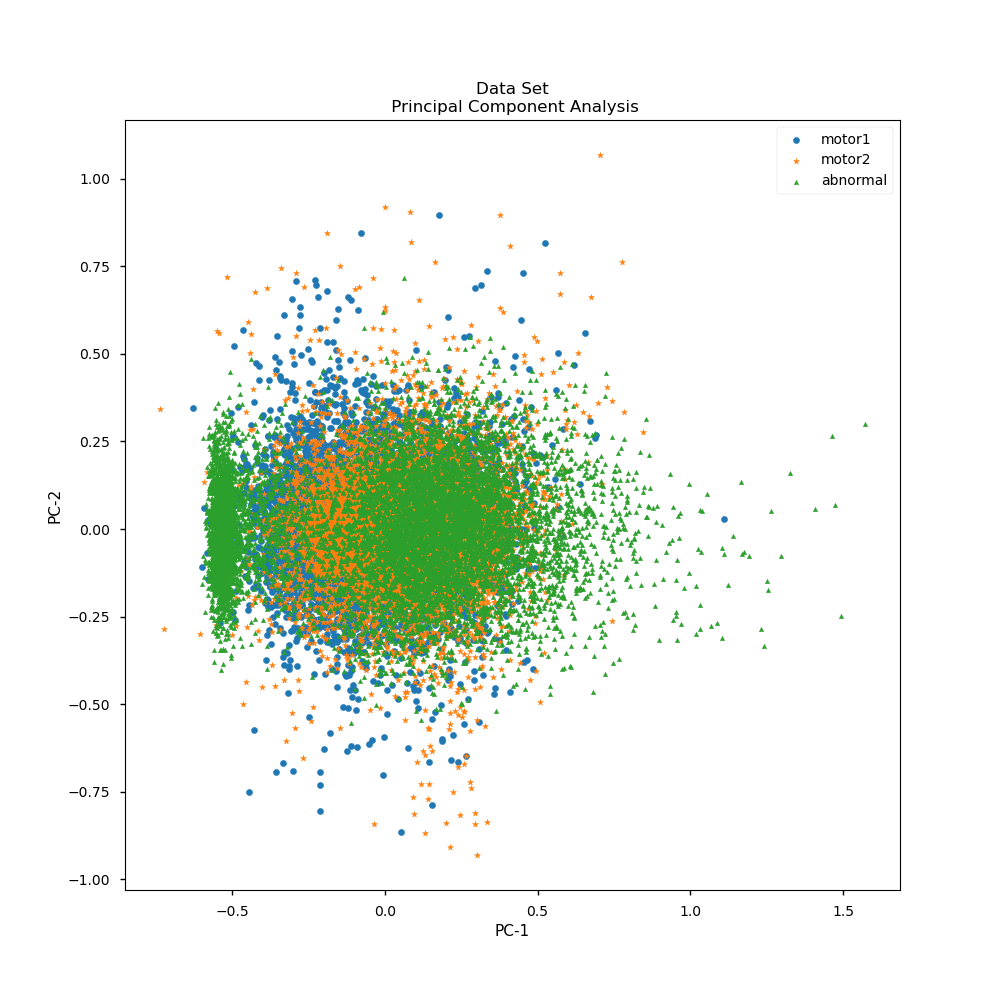 Data Set
Principal Component Analysis
motor1
motor2
abnormal
1.00
0.75
0.50
0.25
0.00
−0.25
−0.50
−0.75
−1.00
PC-2
−0.5
0.0
0.5
1.0
1.5
PC-1